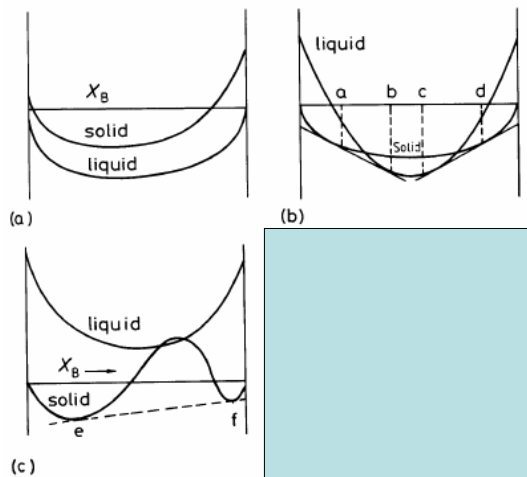 X_B
solid
liquid
(a)
liquid
a b c d
Solid
(b)
liquid
X_B →
solid
e
f
(c)